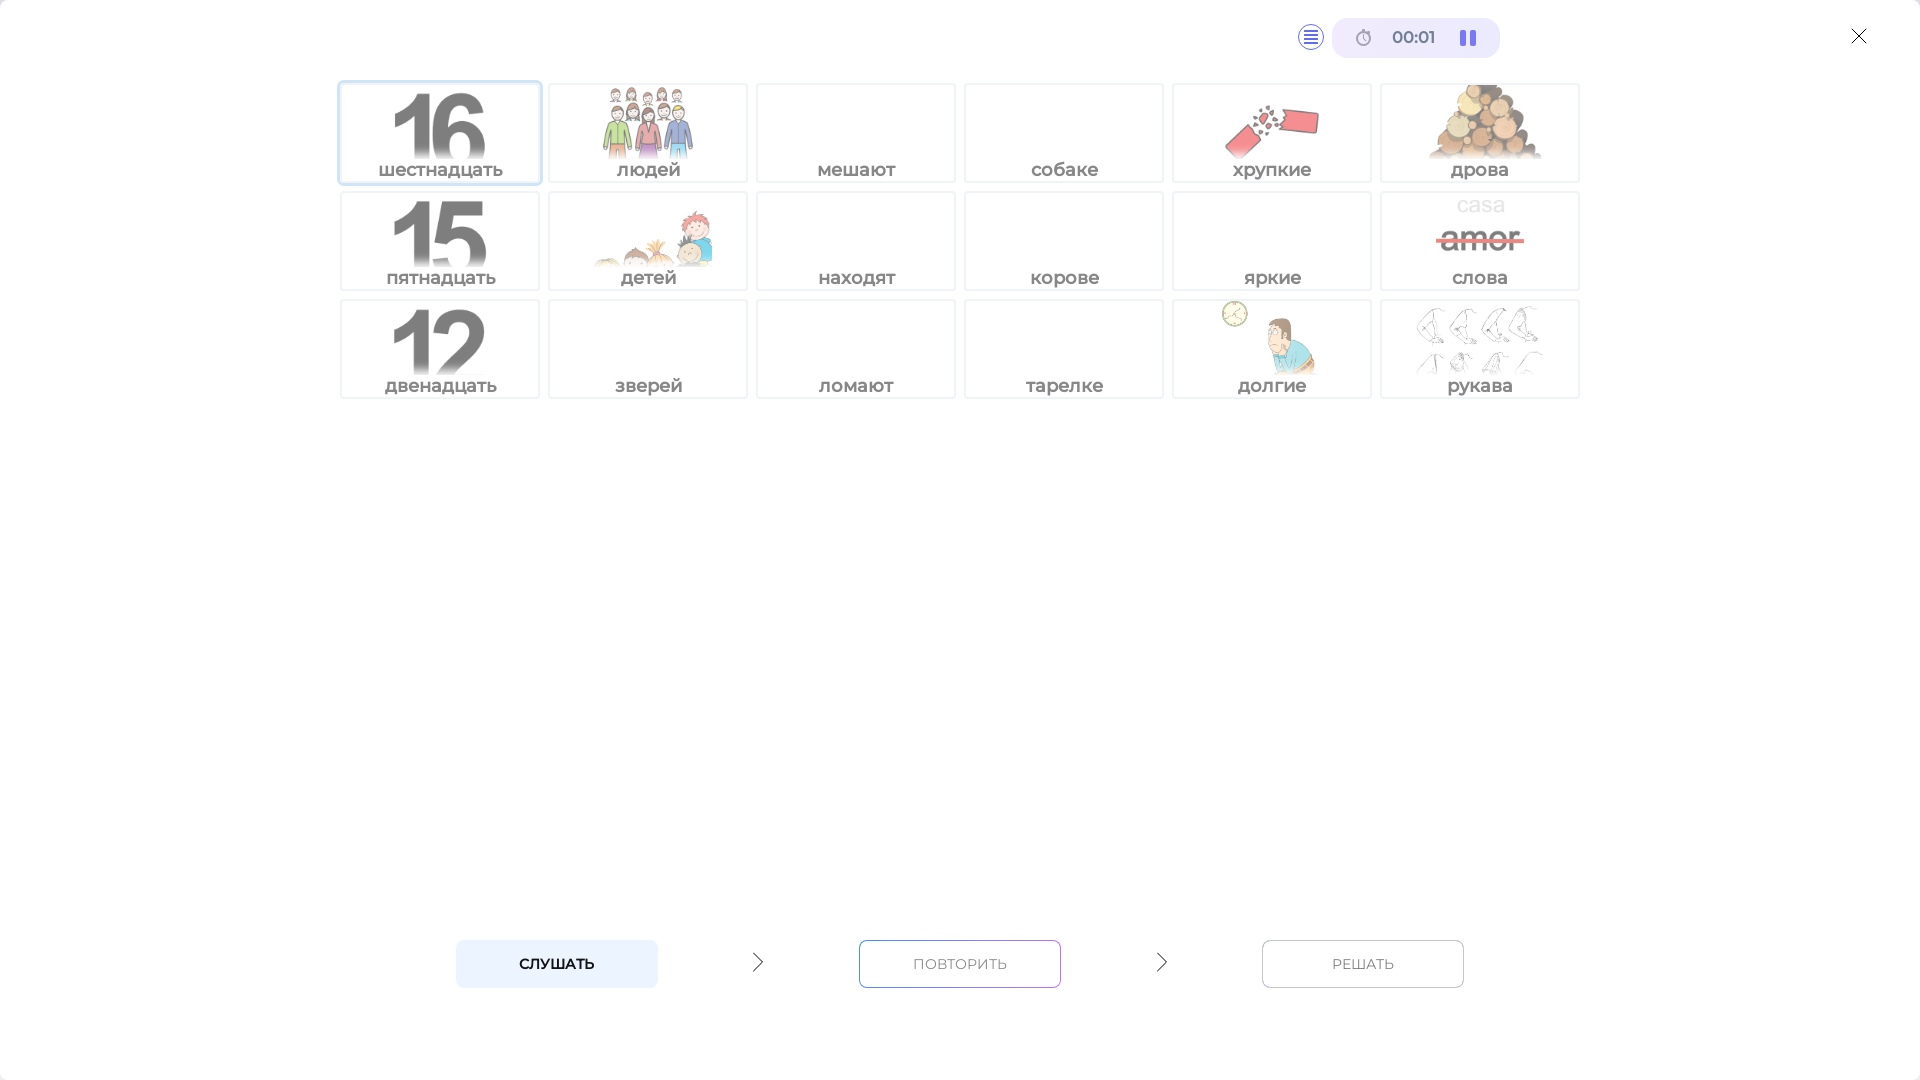 00:01
16
шестнадцать
людей
мешают
собаке
хрупкие
дрова
15
пятнадцать
детей
находят
корове
яркие
casa
amor
слова
12
двенадцать
зверей
ломают
тарелке
долгие
рукава
СЛУШАТЬ
ПОВТОРИТЬ
РЕШАТЬ